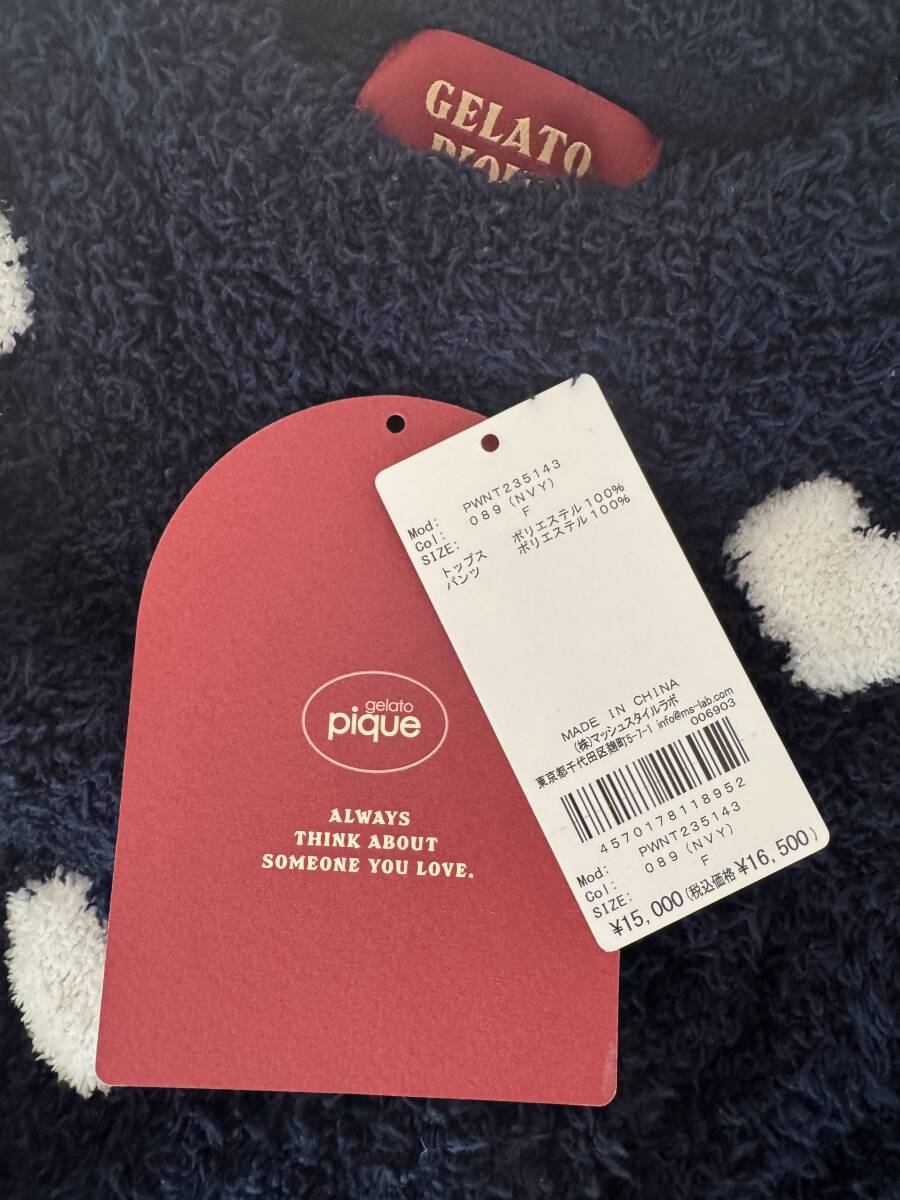 GELATO
gelato
pique
ALWAYS
THINK ABOUT
SOMEONE YOU LOVE.
Mod: PWNT235143
Col: 089 (NVY)
SIZE: F
トップス ポリエステル100%
パンツ ポリエステル100%
MADE IN CHINA
(株)マッシュスタイルラボ
東京都千代田区麹町5-7-1 info@ms-lab.com
006903
4570178118952
Mod: PWNT235143
Col: 089 (NVY)
SIZE: F
¥15,000(税込価格¥16,500)